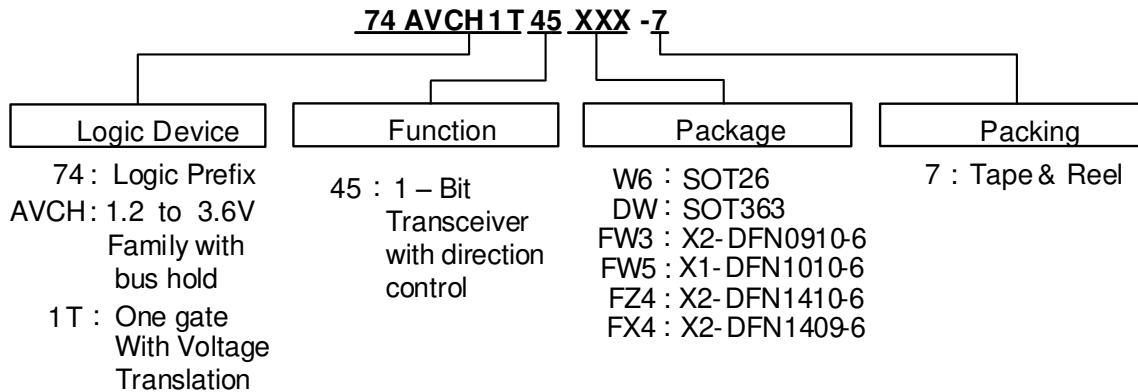 74 AVCH1T 45 XXX -7
Logic Device
Function
Package
Packing
74 : Logic Prefix
AVCH : 1.2 to 3.6V
Family with
bus hold
1T : One gate
With Voltage
Translation
45 : 1 – Bit
Transceiver
with direction
control
W6 : SOT26
DW : SOT363
FW3 : X2-DFN0910-6
FW5 : X1-DFN1010-6
FZ4 : X2-DFN1410-6
FX4 : X2-DFN1409-6
7 : Tape & Reel